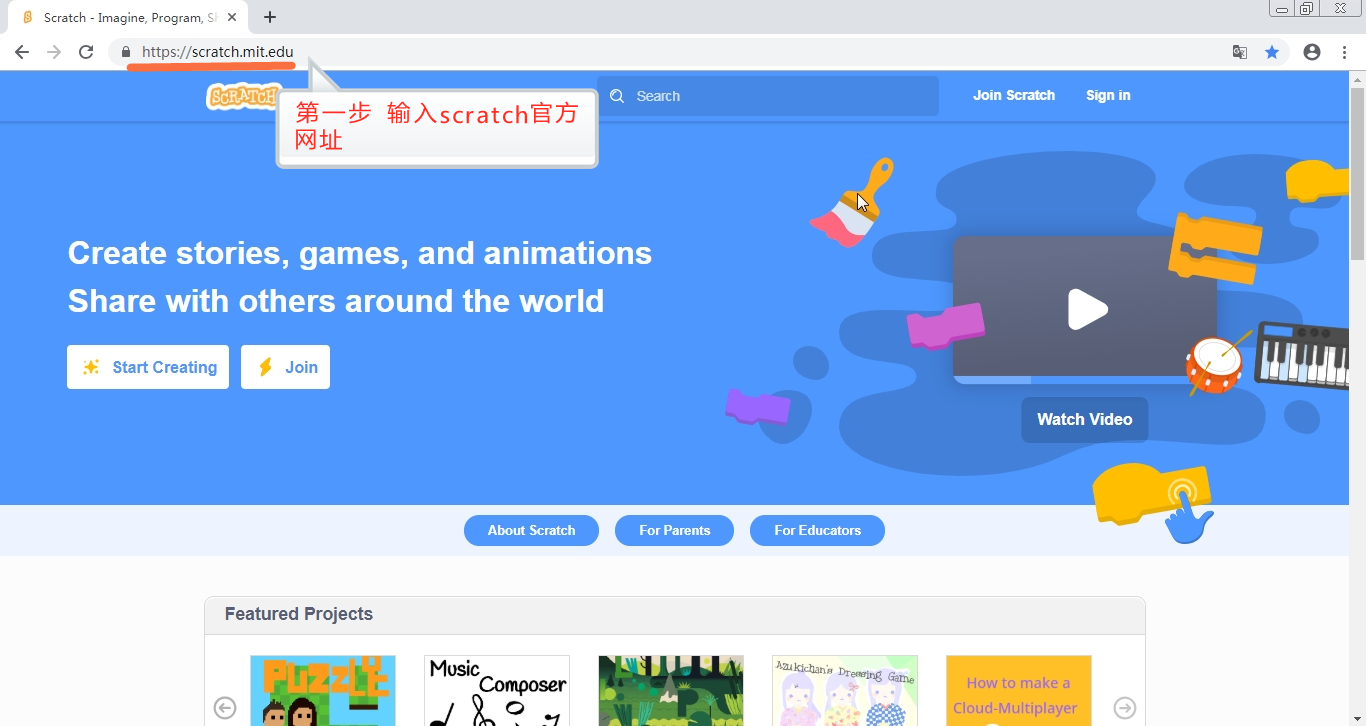 Scratch - Imagine, Program, Sh
https://scratch.mit.edu
SCRATCH
Search
Join Scratch
Sign in
第一步 输入scratch官方
网址
Create stories, games, and animations
Share with others around the world
Start Creating
Join
Watch Video
About Scratch
For Parents
For Educators
Featured Projects
PUZZLE
Music
Composer
Azukichan's Dressing Game
How to make a
Cloud-Multiplayer